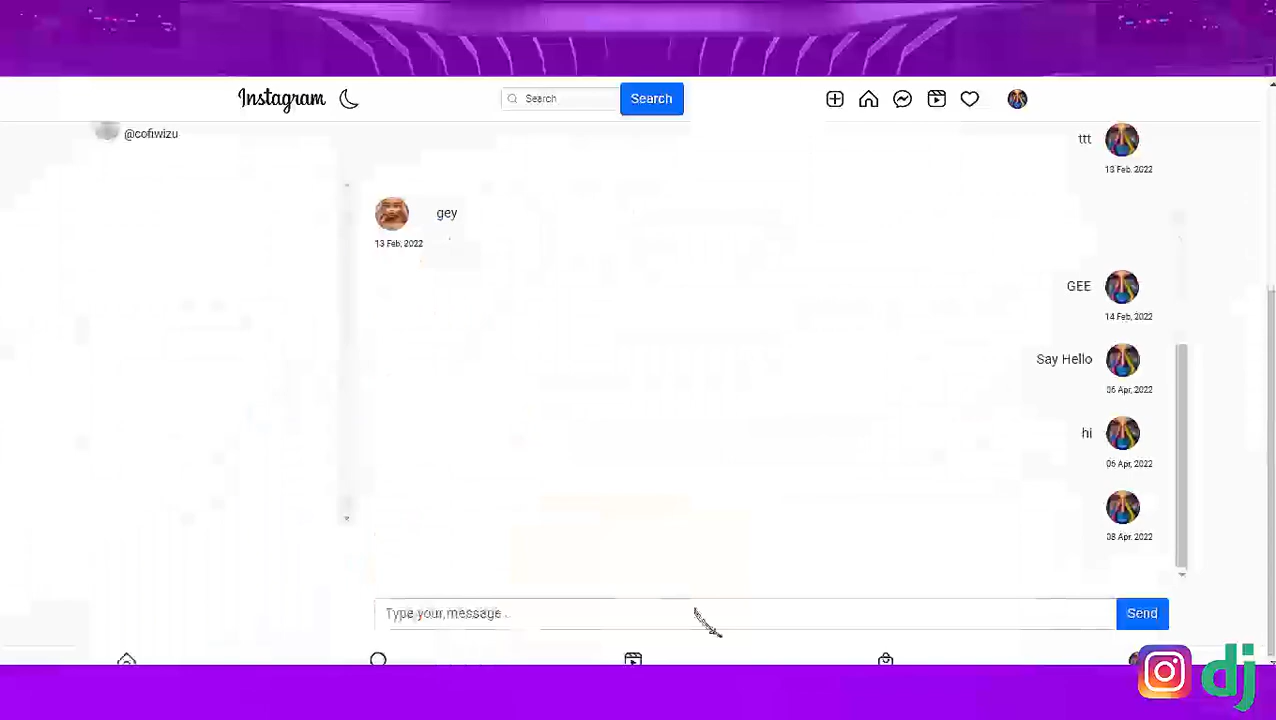 Instagram
Search
Search
@cofiwizu
ttt
13 Feb, 2022
gey
13 Feb, 2022
GEE
14 Feb, 2022
Say Hello
06 Apr, 2022
hi
06 Apr, 2022
08 Apr, 2022
Type your message
Send
dj